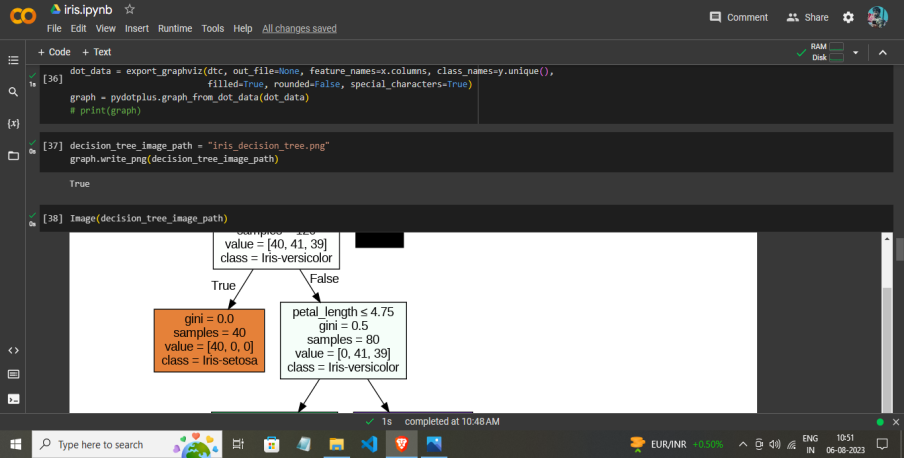 iris.ipynb
File Edit View Insert Runtime Tools Help All changes saved
Comment Share
+ Code + Text
RAM
Disk
[36]
1s
dot_data = export_graphviz(dtc, out_file=None, feature_names=x.columns, class_names=y.unique(),
filled=True, rounded=False, special_characters=True)
graph = pydotplus.graph_from_dot_data(dot_data)
# print(graph)
[37]
0s
decision_tree_image_path = "iris_decision_tree.png"
graph.write_png(decision_tree_image_path)
True
[38]
0s
Image(decision_tree_image_path)
samples = 120
value = [40, 41, 39]
class = Iris-versicolor
True
False
gini = 0.0
samples = 40
value = [40, 0, 0]
class = Iris-setosa
petal_length ≤ 4.75
gini = 0.5
samples = 80
value = [0, 41, 39]
class = Iris-versicolor
1s completed at 10:48 AM
Type here to search
EUR/INR +0.50%
ENG
IN
10:51
06-08-2023